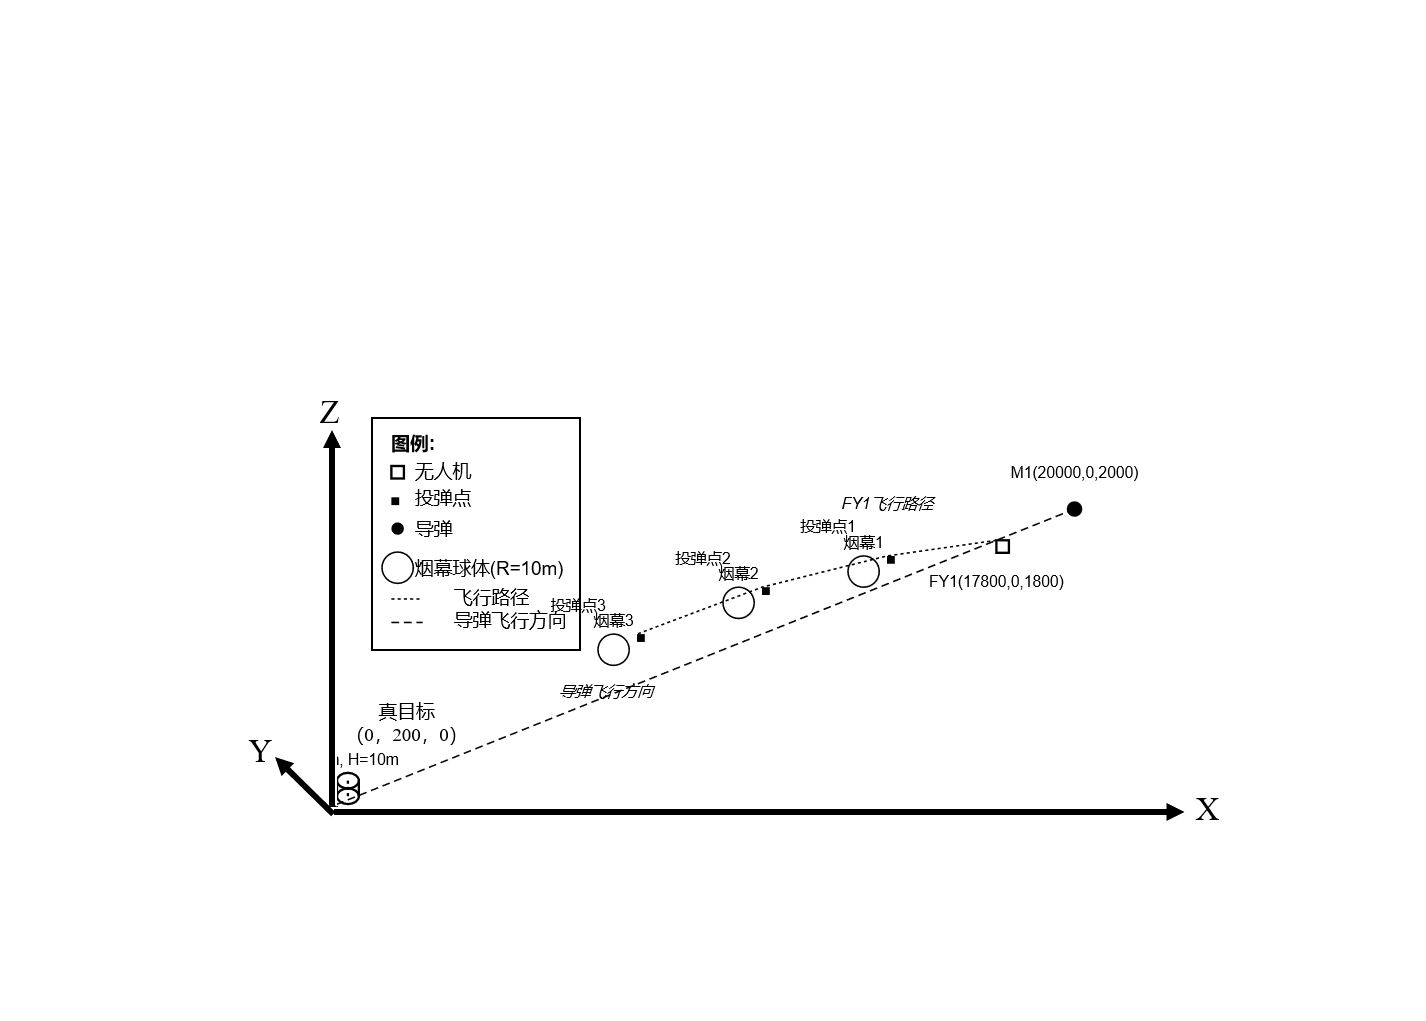 Z
图例:
无人机
投弹点
导弹
烟幕球体(R=10m)
飞行路径
导弹飞行方向
M1(20000,0,2000)
FY1飞行路径
投弹点1
烟幕1
投弹点2
烟幕2
FY1(17800,0,1800)
投弹点3
烟幕3
导弹飞行方向
真目标
(0，200，0)
Y
, H=10m
X